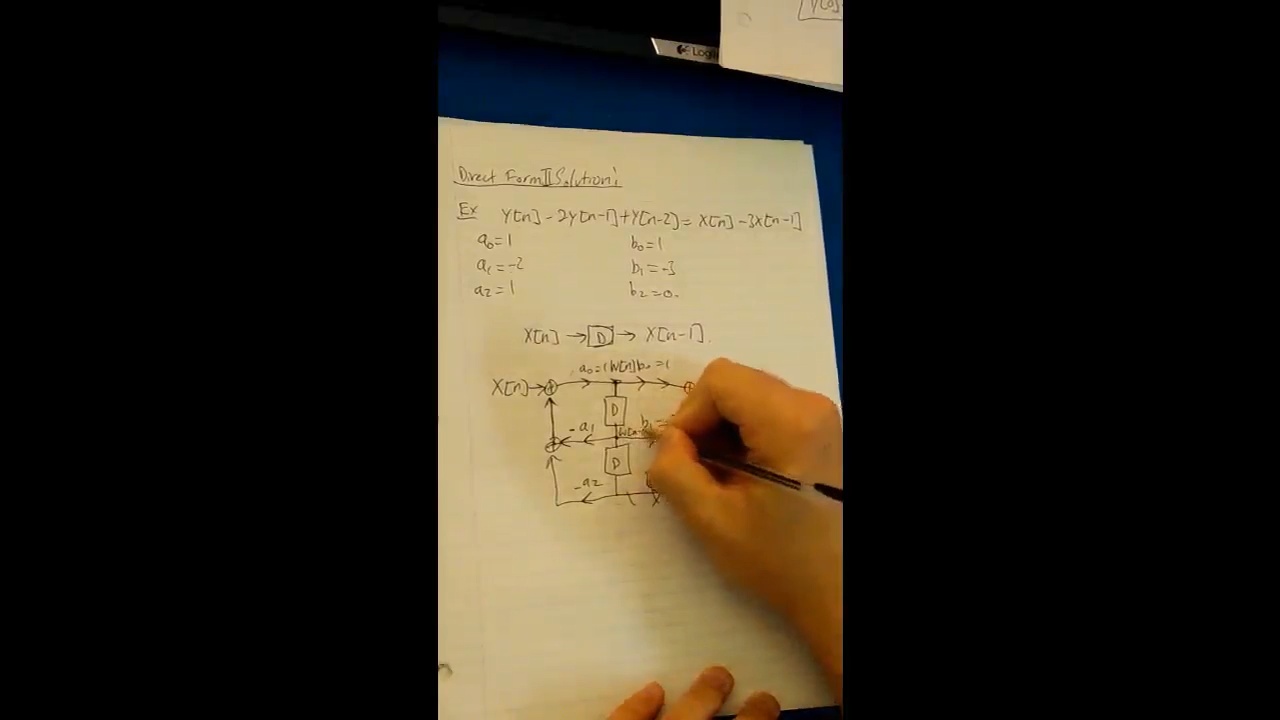 Direct Form II Solution:
Ex Y[n] - 2Y[n-1] + Y[n-2] = X[n] - 3X[n-1]
a₀=1 b₀=1
a₁=-2 b₁=-3
a₂=1 b₂=0.
X[n] → D → X[n-1].
a₀=1 W[n] b₀=1
X[n] → +
D
-a₁ b₁=
D
-a₂